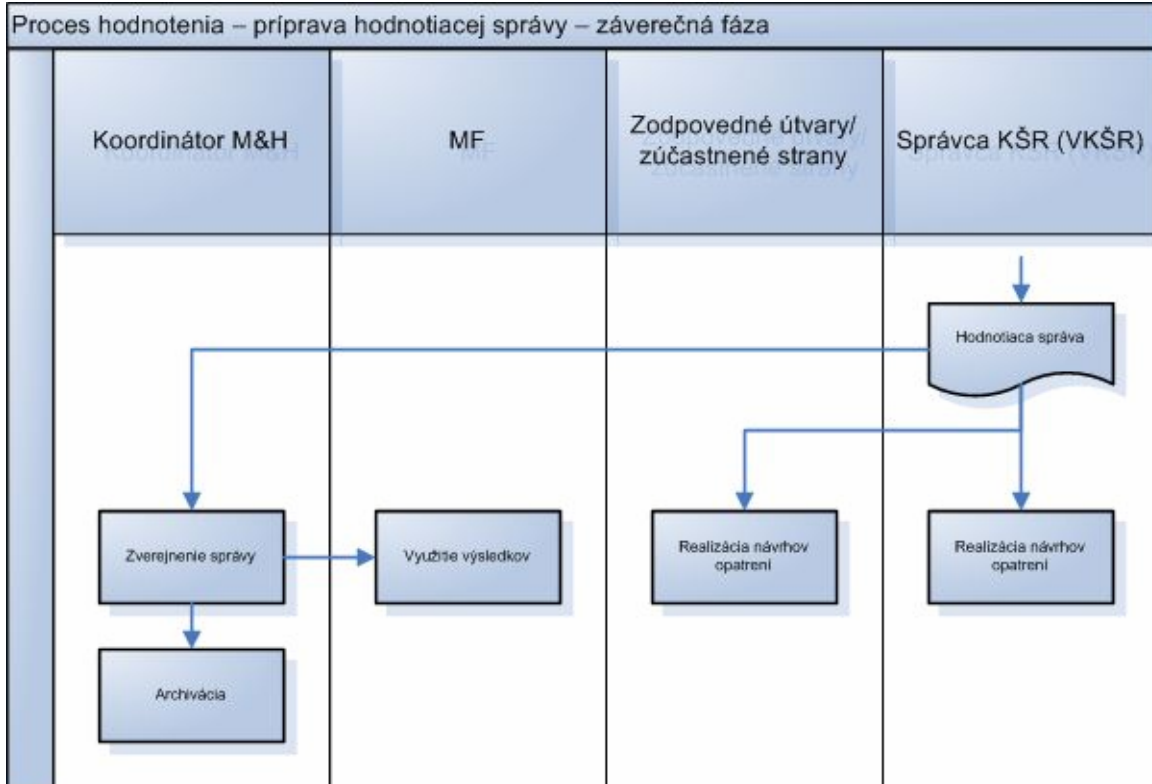 Proces hodnotenia – príprava hodnotiacej správy – záverečná fáza
Koordinátor M&H
MF
Zodpovedné útvary/
zúčastnené strany
Správca KŠR (VKŠR)
Hodnotiaca správa
Zverejnenie správy
Využitie výsledkov
Realizácia návrhov
opatrení
Realizácia návrhov
opatrení
Archivácia